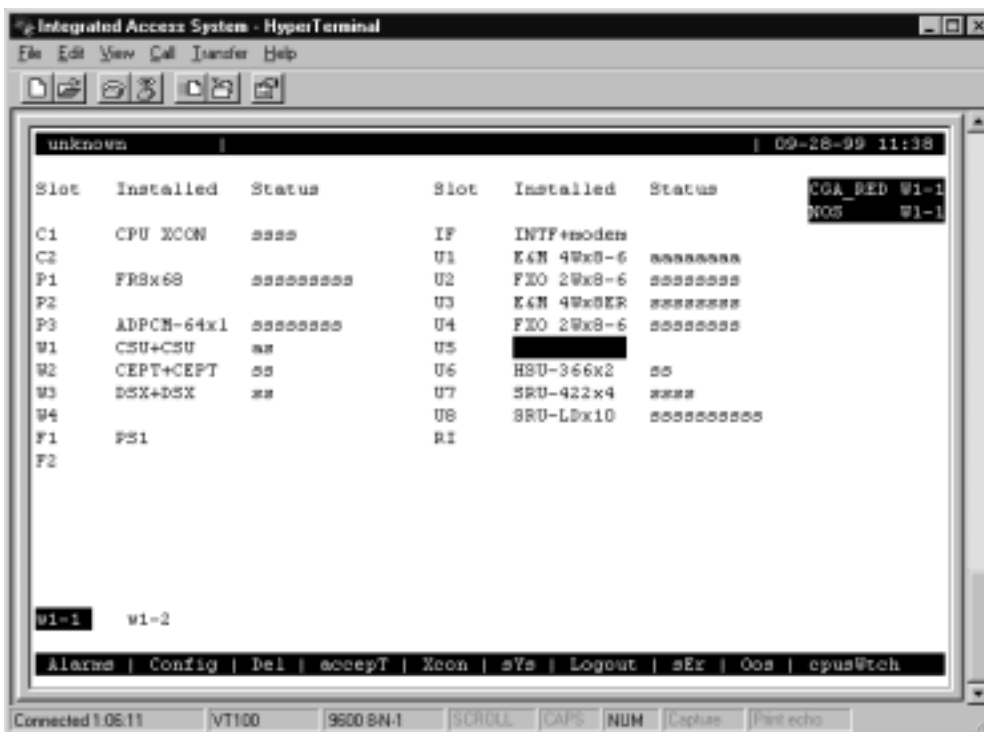 Integrated Access System - HyperTerminal
File Edit View Call Transfer Help
unknown | | 09-28-99 11:38
Slot Installed Status Slot Installed Status CGA_RED W1-1
NOS W1-1
C1 CPU XCON ssss IF INTF+modem
C2 U1 E&M 4Wx8-6 aaaaaaaa
P1 FR8x68 sssssssss U2 FXO 2Wx8-6 ssssssss
P2 U3 E&M 4Wx8ER ssssssss
P3 ADPCM-64x1 ssssssss U4 FXO 2Wx8-6 ssssssss
W1 CSU+CSU as U5
W2 CEPT+CEPT ss U6 HSU-366x2 ss
W3 DSX+DSX ss U7 SRU-422x4 ssss
W4 U8 SRU-LDx10 ssssssssss
F1 PS1 RI
F2
w1-1 w1-2
Alarms | Config | Del | accepT | Xcon | sYs | Logout | sEr | Oos | cpusWtch
Connected 1:06:11 VT100 9600 8-N-1 SCROLL CAPS NUM Capture Print echo